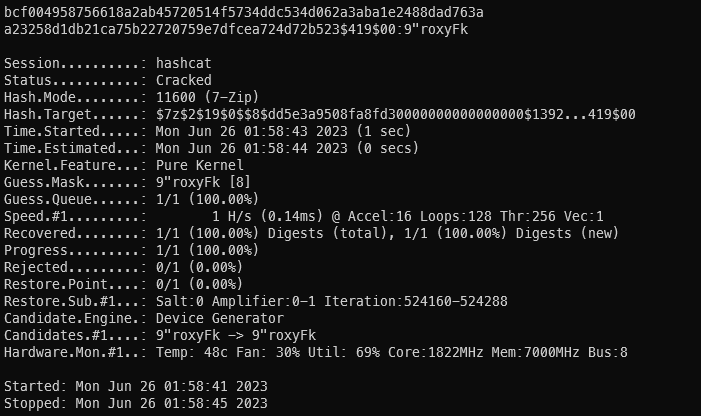 bcf004958756618a2ab45720514f5734ddc534d062a3aba1e2488dad763a
a23258d1db21ca75b22720759e7dfcea724d72b523$419$00:9"roxyFk
Session..........: hashcat
Status...........: Cracked
Hash.Mode........: 11600 (7-Zip)
Hash.Target......: $7z$2$19$0$$8$dd5e3a9508fa8fd30000000000000000$1392...419$00
Time.Started.....: Mon Jun 26 01:58:43 2023 (1 sec)
Time.Estimated...: Mon Jun 26 01:58:44 2023 (0 secs)
Kernel.Feature...: Pure Kernel
Guess.Mask.......: 9"roxyFk [8]
Guess.Queue......: 1/1 (100.00%)
Speed.#1.........:        1 H/s (0.14ms) @ Accel:16 Loops:128 Thr:256 Vec:1
Recovered........: 1/1 (100.00%) Digests (total), 1/1 (100.00%) Digests (new)
Progress.........: 1/1 (100.00%)
Rejected.........: 0/1 (0.00%)
Restore.Point....: 0/1 (0.00%)
Restore.Sub.#1...: Salt:0 Amplifier:0-1 Iteration:524160-524288
Candidate.Engine.: Device Generator
Candidates.#1....: 9"roxyFk -> 9"roxyFk
Hardware.Mon.#1..: Temp: 48c Fan: 30% Util: 69% Core:1822MHz Mem:7000MHz Bus:8
Started: Mon Jun 26 01:58:41 2023
Stopped: Mon Jun 26 01:58:45 2023